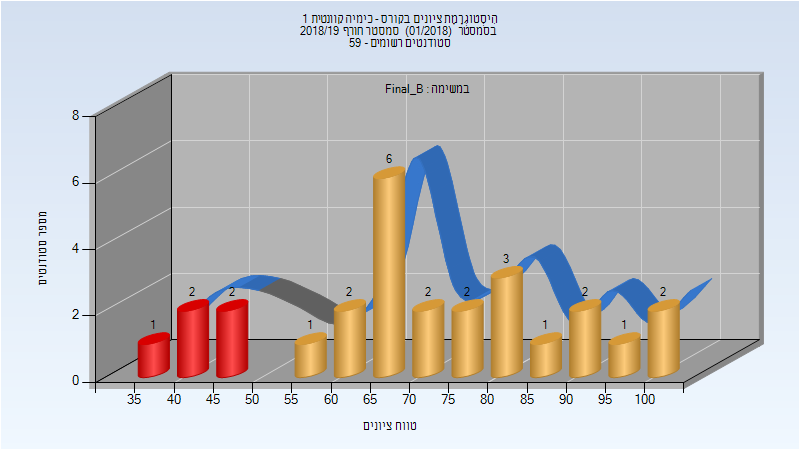 היסטוגרמת ציונים בקורס - כימיה קוונטית 1
בסמסטר (01/2018) סמסטר חורף 2018/19
סטודנטים רשומים - 59
במשימה : Final_B
מספר סטודנטים
8
6
4
2
0
1
2
2
1
2
6
2
2
3
1
2
1
2
35 40 45 50 55 60 65 70 75 80 85 90 95 100
טווח ציונים